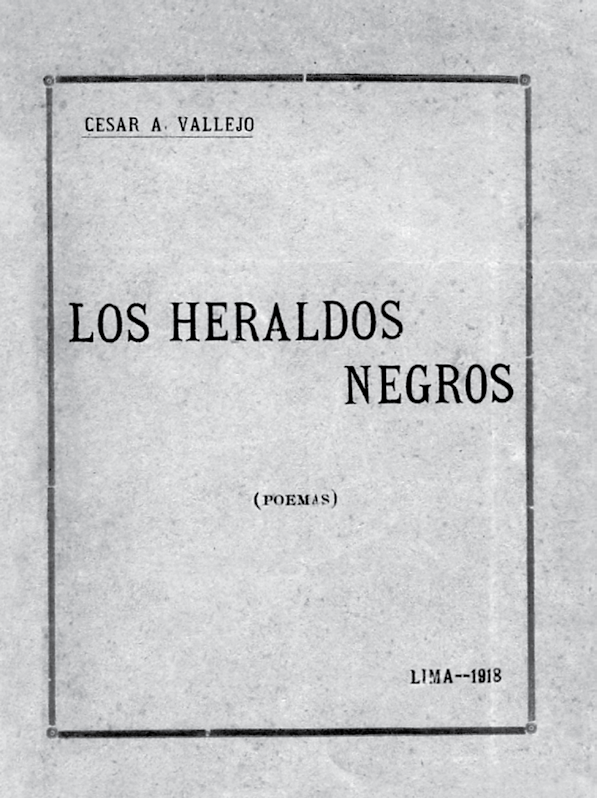 CESAR A. VALLEJO
LOS HERALDOS
NEGROS
(POEMAS)
LIMA--1918